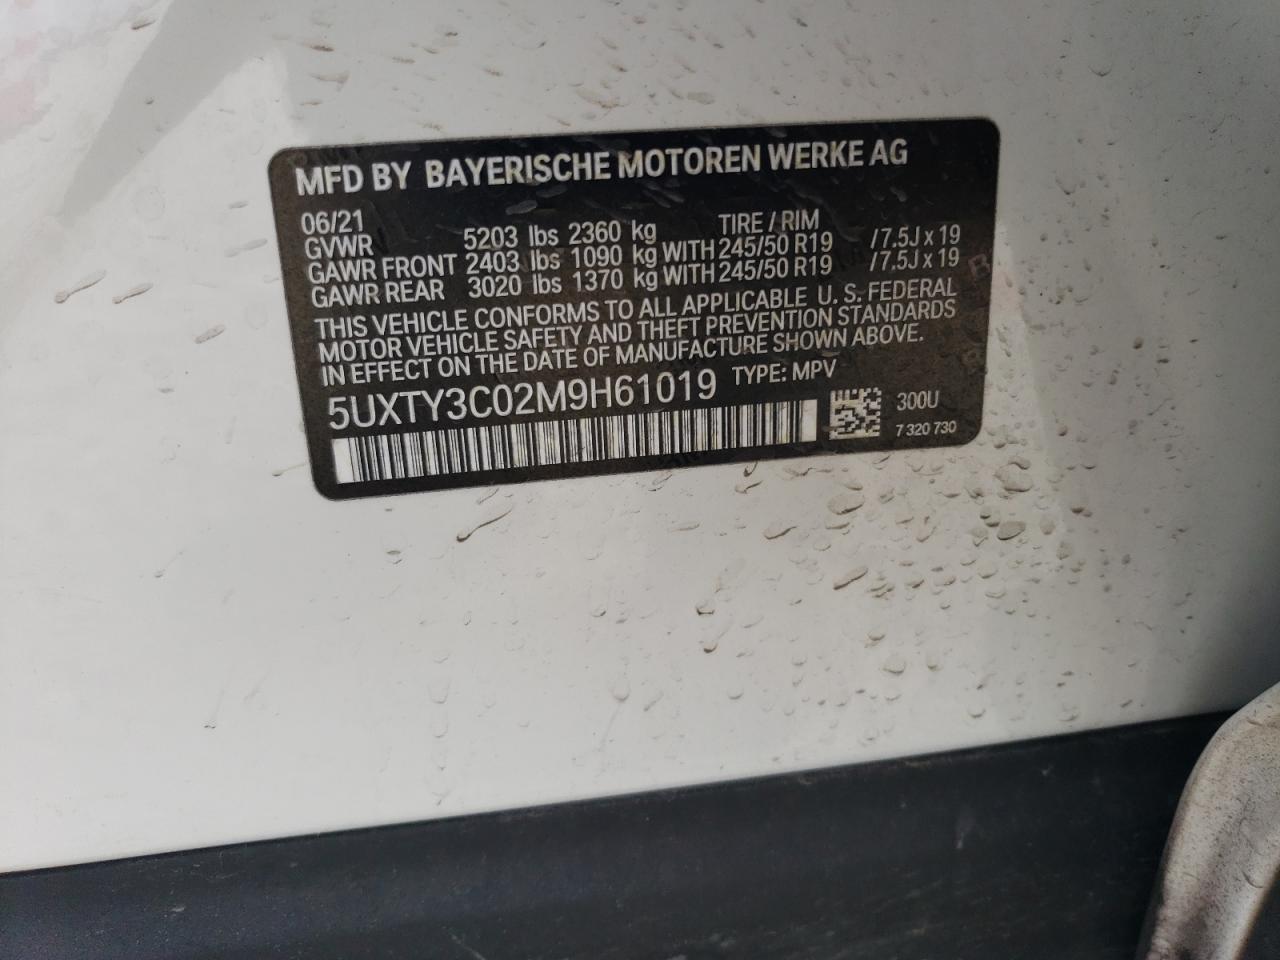 MFD BY BAYERISCHE MOTOREN WERKE AG
06/21 TIRE / RIM
GVWR 5203 lbs 2360 kg
GAWR FRONT 2403 lbs 1090 kg WITH 245/50 R19 / 7.5J x 19
GAWR REAR 3020 lbs 1370 kg WITH 245/50 R19 / 7.5J x 19
THIS VEHICLE CONFORMS TO ALL APPLICABLE U. S. FEDERAL
MOTOR VEHICLE SAFETY AND THEFT PREVENTION STANDARDS
IN EFFECT ON THE DATE OF MANUFACTURE SHOWN ABOVE.
5UXTY3C02M9H61019 TYPE: MPV
300U
7 320 730